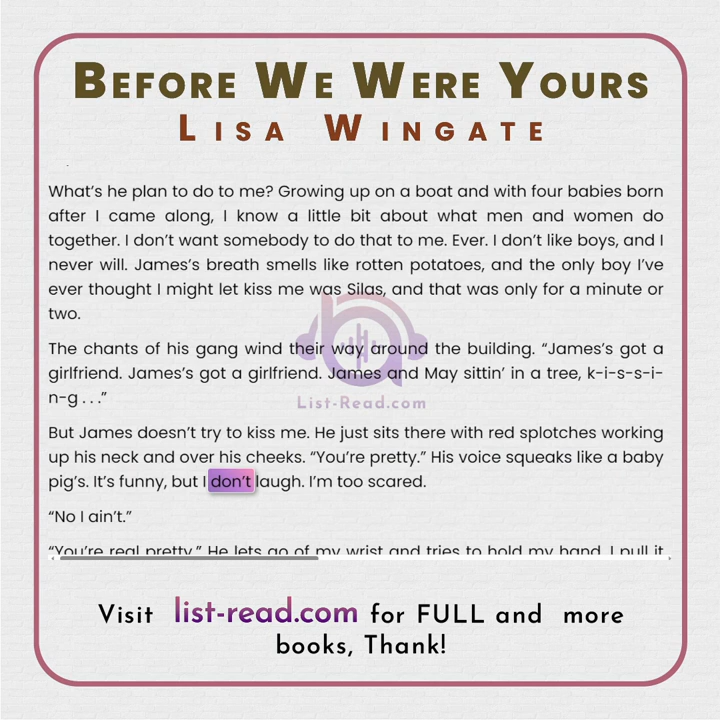 BEFORE WE WERE YOURS
LISA WINGATE
What's he plan to do to me? Growing up on a boat and with four babies born
after I came along, I know a little bit about what men and women do
together. I don't want somebody to do that to me. Ever. I don't like boys, and I
never will. James's breath smells like rotten potatoes, and the only boy I've
ever thought I might let kiss me was Silas, and that was only for a minute or
two.
The chants of his gang wind their way around the building. “James's got a
girlfriend. James's got a girlfriend. James and May sittin' in a tree, k-i-s-s-i-
n-g . . .”
List-Read.com
But James doesn't try to kiss me. He just sits there with red splotches working
up his neck and over his cheeks. “You're pretty.” His voice squeaks like a baby
pig's. It's funny, but I don't laugh. I'm too scared.
“No I ain't.”
“You're real pretty.” He lets go of my wrist and tries to hold my hand. I pull it
Visit list-read.com for FULL and more
books, Thank!